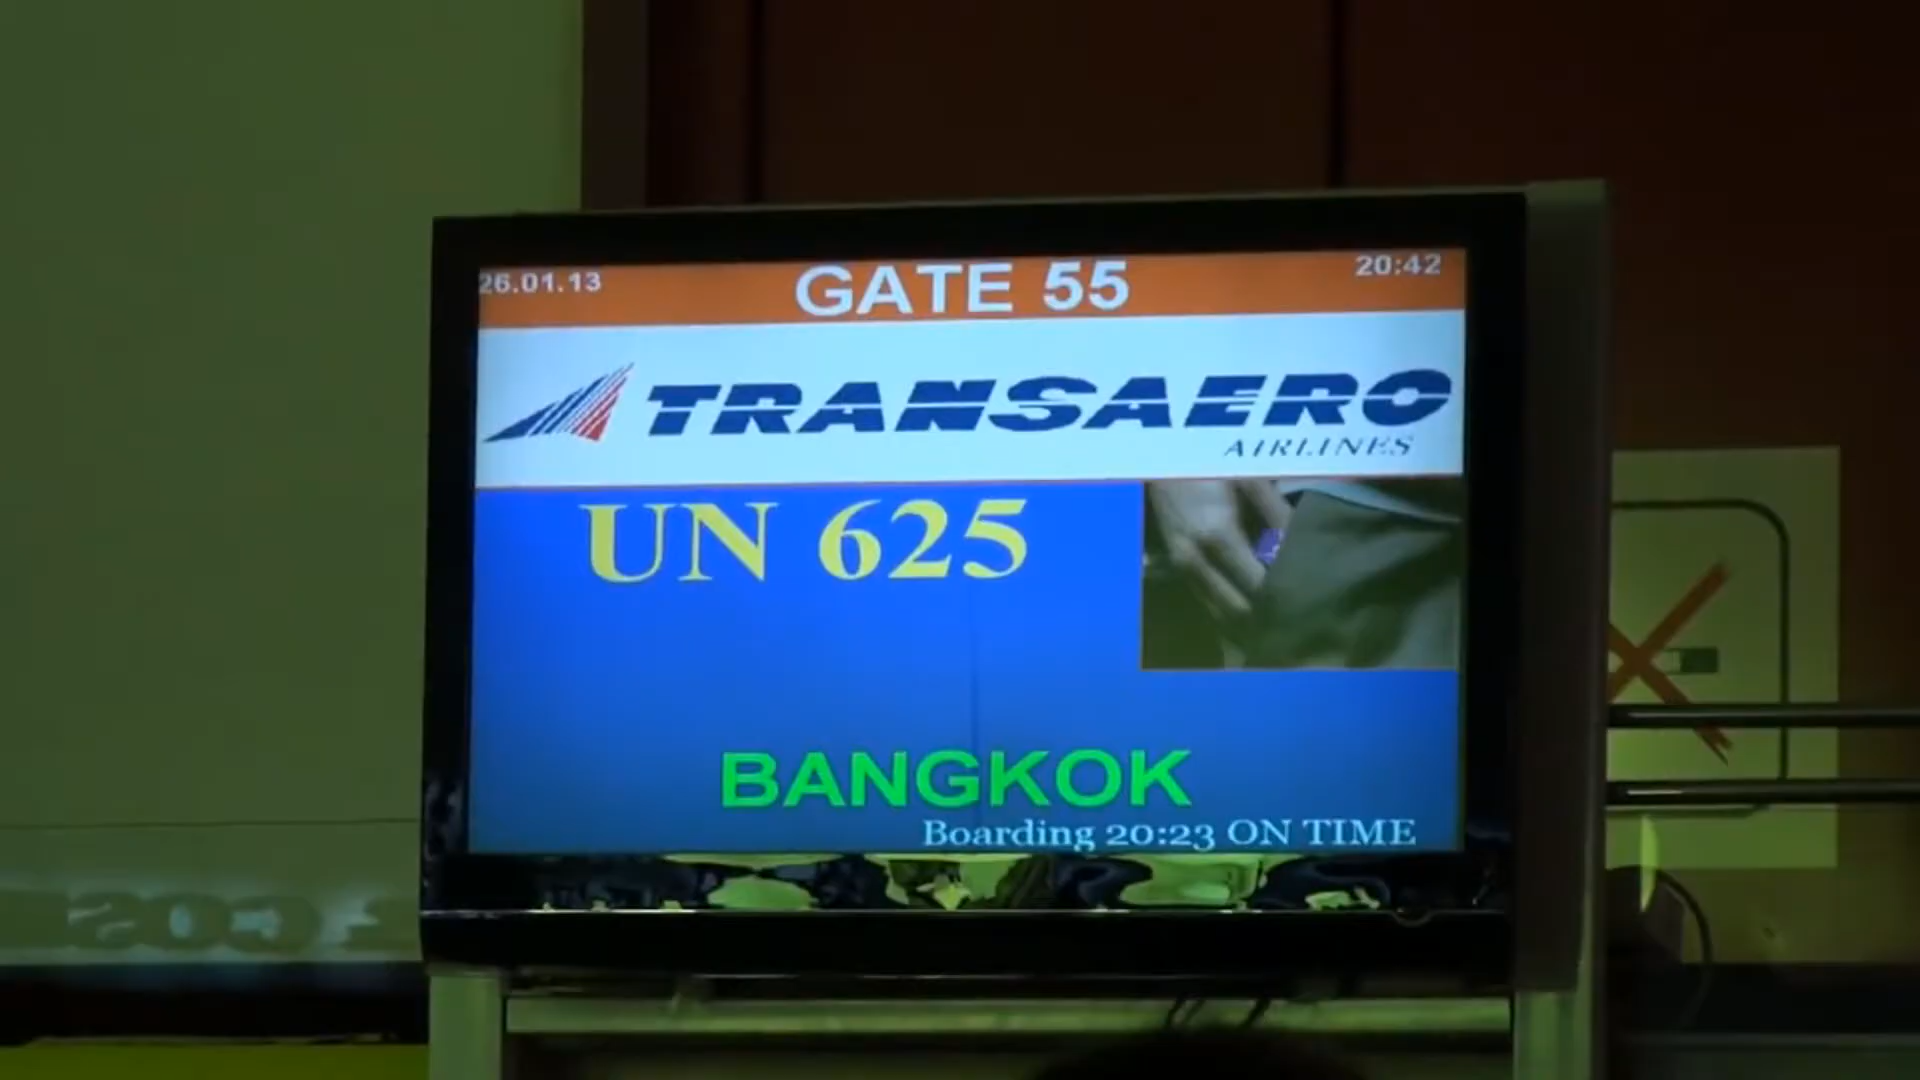 26.01.13 GATE 55 20:42
TRANSAERO
AIRLINES
UN 625
BANGKOK
Boarding 20:23 ON TIME